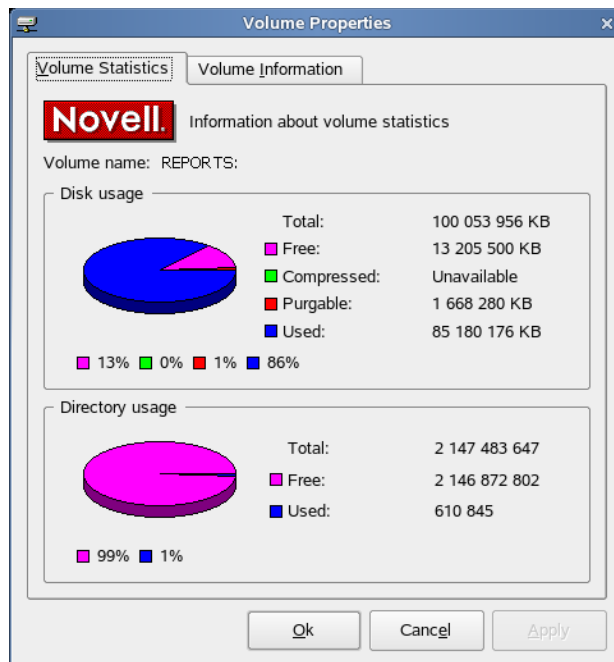 Volume Properties
Volume Statistics
Volume Information
Novell.
Information about volume statistics
Volume name: REPORTS:
Disk usage
Total: 100 053 956 KB
Free: 13 205 500 KB
Compressed: Unavailable
Purgable: 1 668 280 KB
Used: 85 180 176 KB
13% 0% 1% 86%
Directory usage
Total: 2 147 483 647
Free: 2 146 872 802
Used: 610 845
99% 1%
Ok
Cancel
Apply